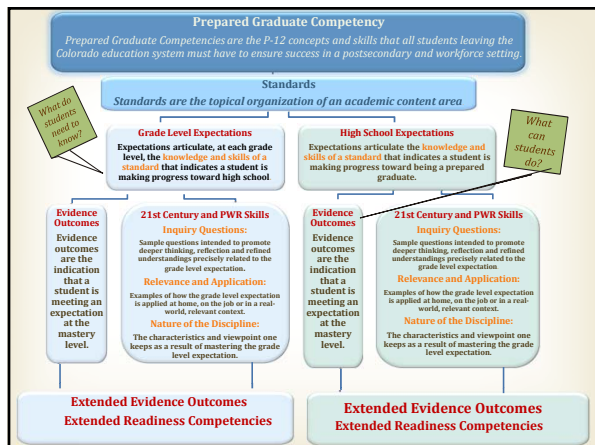 Prepared Graduate Competency
Prepared Graduate Competencies are the P-12 concepts and skills that all students leaving the
Colorado education system must have to ensure success in a postsecondary and workforce setting.
Standards
Standards are the topical organization of an academic content area
What do
students
need to
know?
Grade Level Expectations
Expectations articulate, at each grade
level, the knowledge and skills of a
standard that indicates a student is
making progress toward high school
High School Expectations
Expectations articulate the knowledge and
skills of a standard that indicates a student is
making progress toward being a prepared
graduate.
What
can
students
do?
Evidence
Outcomes
Evidence
outcomes
are the
indication
that a
student is
meeting an
expectation
at the
mastery
level.
21st Century and PWR Skills
Inquiry Questions:
Sample questions intended to promote
deeper thinking, reflection and refined
understandings precisely related to the
grade level expectation.
Relevance and Application:
Examples of how the grade level expectation
is applied at home, on the job or in a real-
world, relevant context.
Nature of the Discipline:
The characteristics and viewpoint one
keeps as a result of mastering the grade
level expectation.
Evidence
Outcomes
Evidence
outcomes
are the
indication
that a
student is
meeting an
expectation
at the
mastery
level.
21st Century and PWR Skills
Inquiry Questions:
Sample questions intended to promote
deeper thinking, reflection and refined
understandings precisely related to the
grade level expectation
Relevance and Application:
Examples of how the grade level expectation is
applied at home, on the job or in a real-world,
relevant context.
Nature of the Discipline:
The characteristics and viewpoint one
keeps as a result of mastering the grade
level expectation.
Extended Evidence Outcomes
Extended Readiness Competencies
Extended Evidence Outcomes
Extended Readiness Competencies